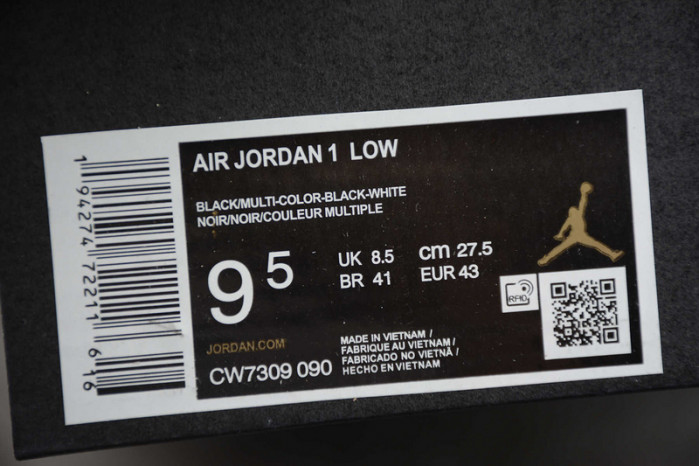 AIR JORDAN 1 LOW
BLACK/MULTI-COLOR-BLACK-WHITE
NOIR/NOIR/COULEUR MULTIPLE
9 5
UK 8.5 cm 27.5
BR 41 EUR 43
RFID
JORDAN.COM
MADE IN VIETNAM /
FABRIQUE AU VIETNAM /
FABRICADO NO VIETNÃ /
HECHO EN VIETNAM
CW7309 090
1 94274 72211 6 16